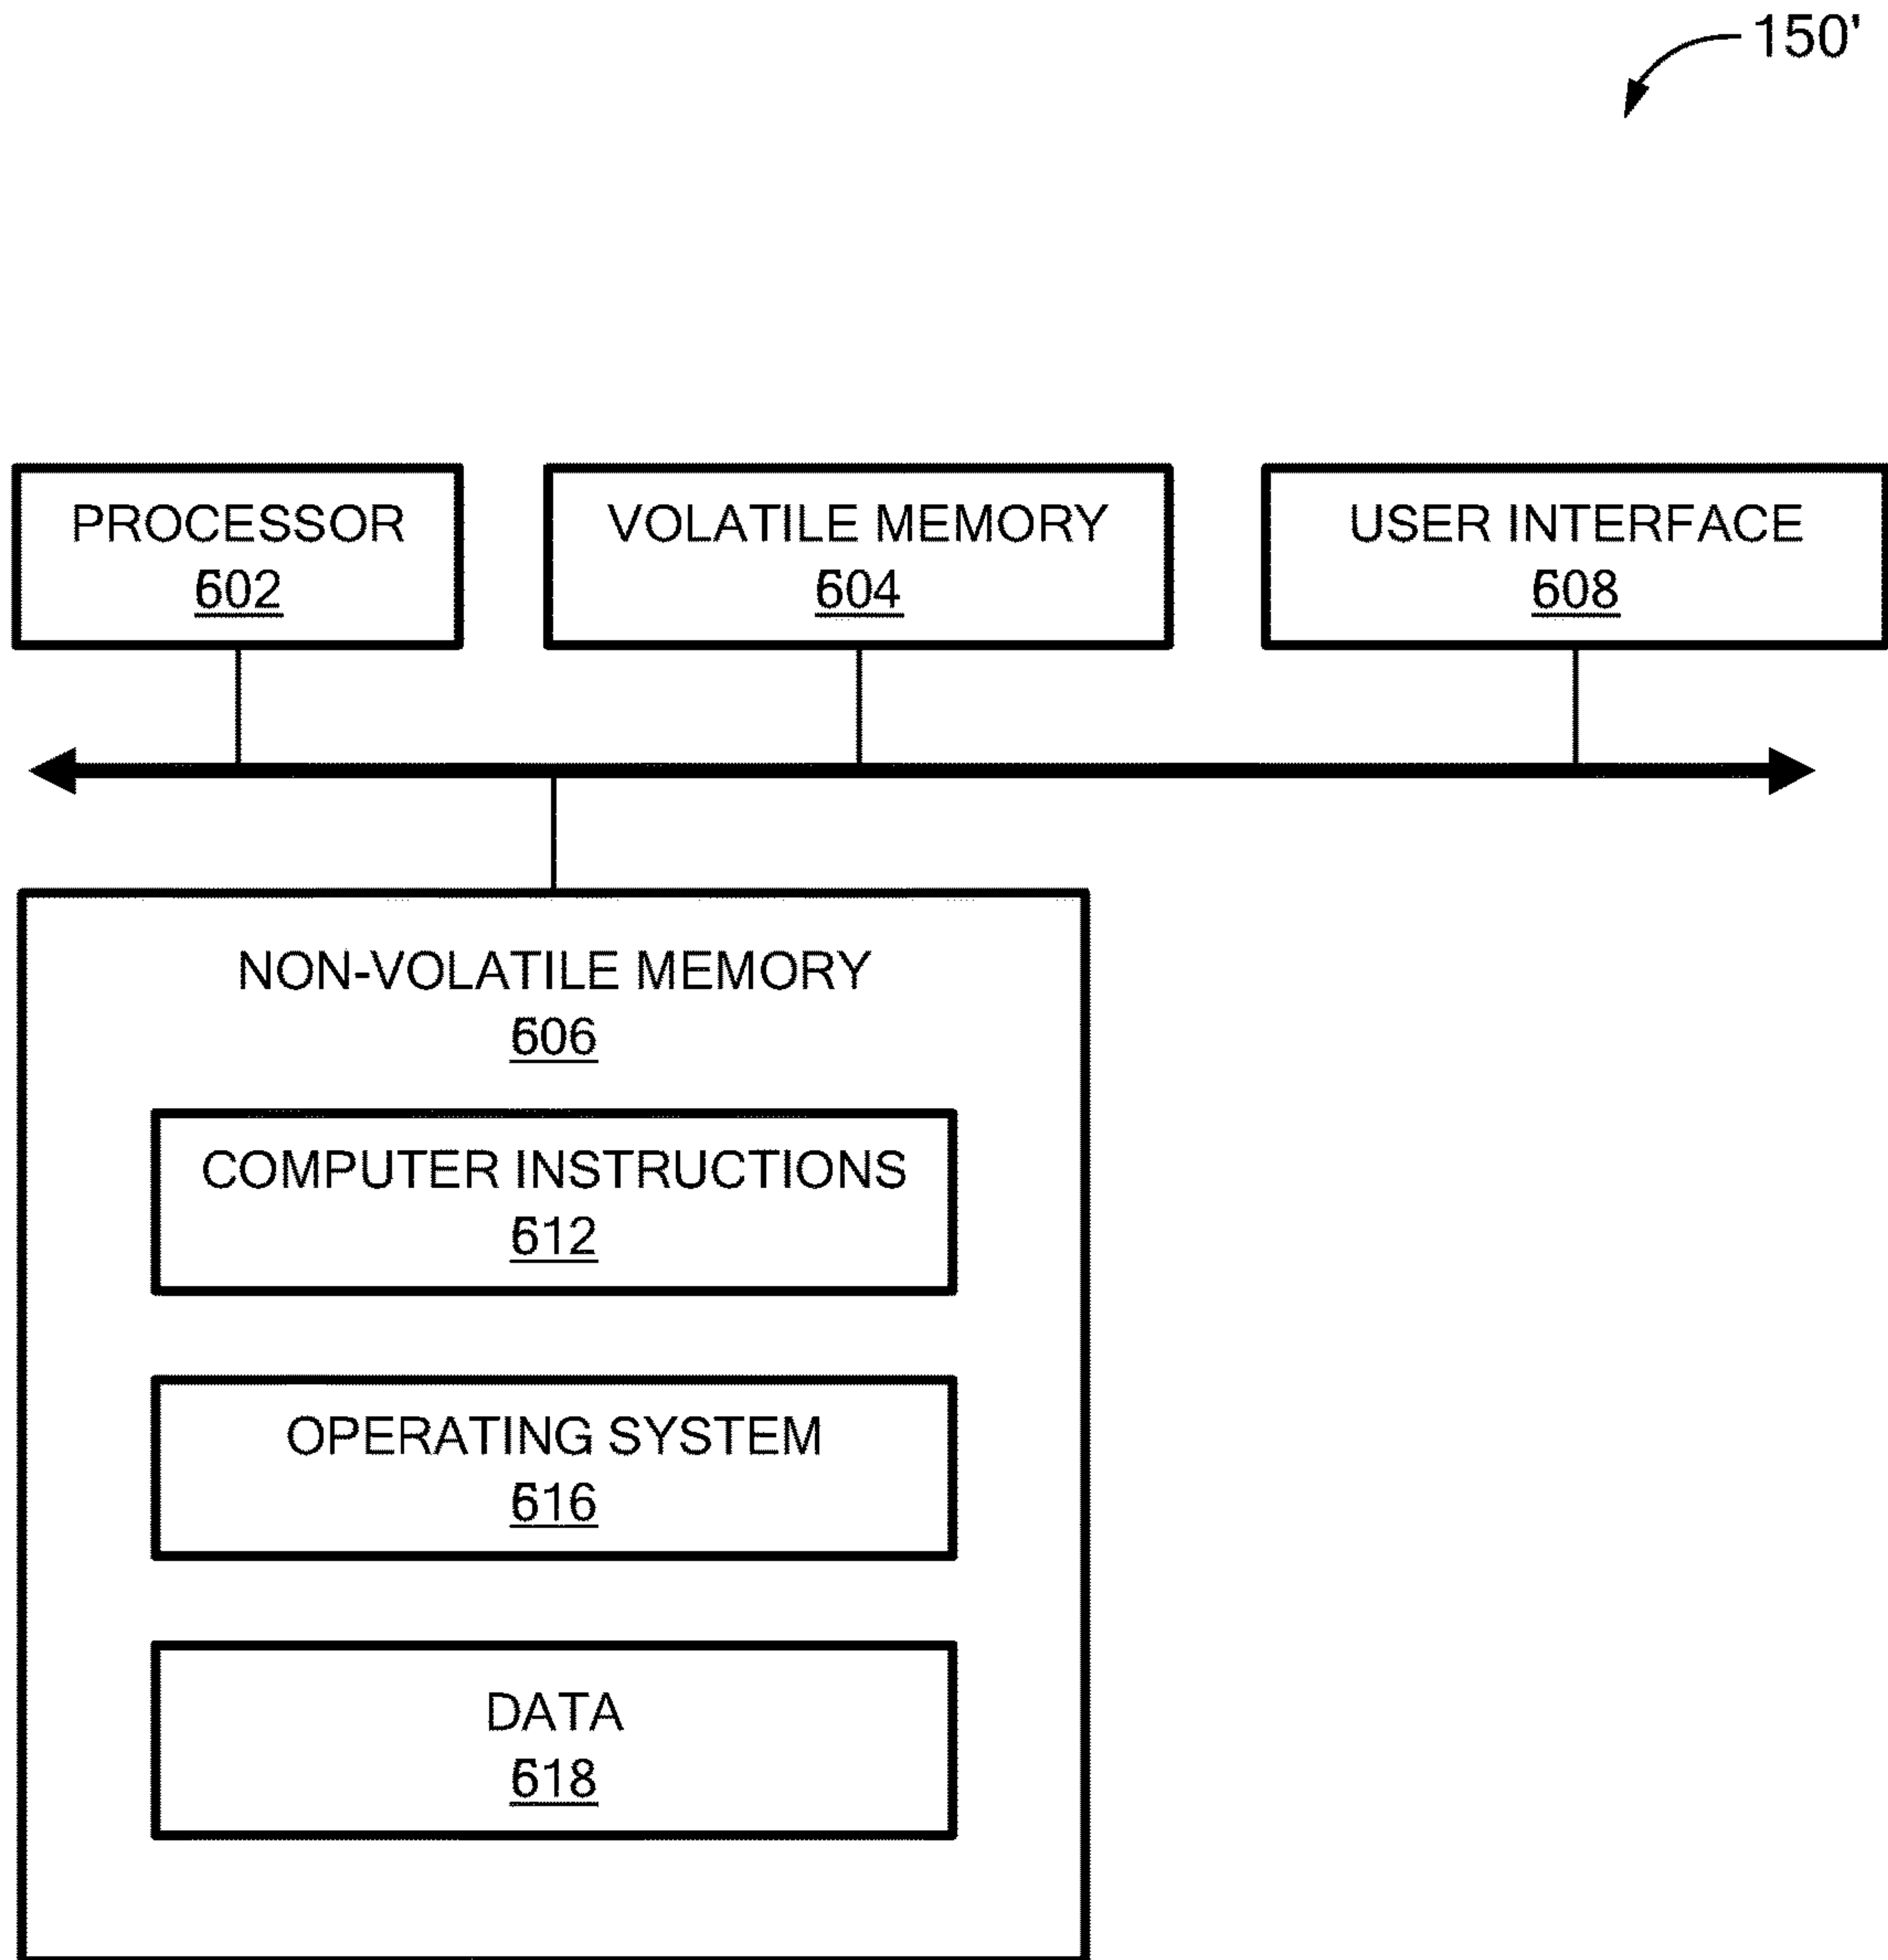 150'
PROCESSOR
602
VOLATILE MEMORY
604
USER INTERFACE
608
NON-VOLATILE MEMORY
606
COMPUTER INSTRUCTIONS
612
OPERATING SYSTEM
616
DATA
618